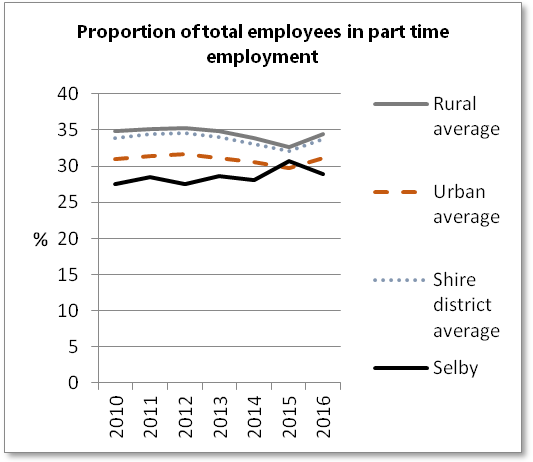 Proportion of total employees in part time
employment
40
35
30
25
20
15
10
5
0
%
2010
2011
2012
2013
2014
2015
2016
Rural
average
Urban
average
Shire
district
average
Selby